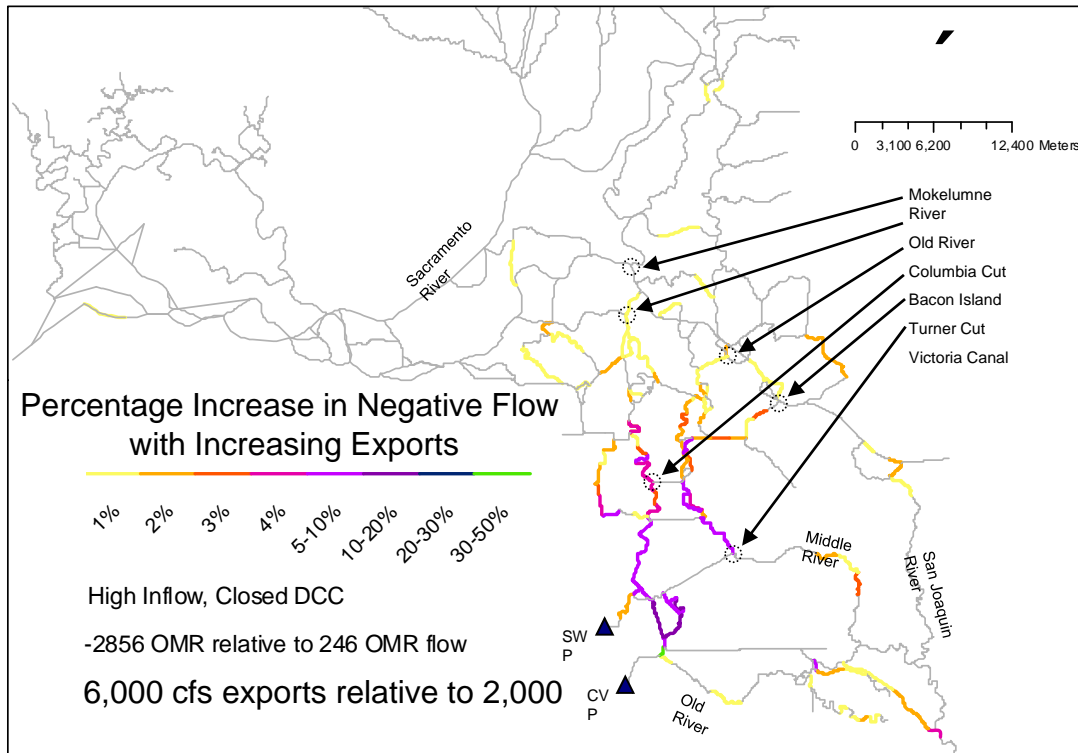 0 3,100 6,200 12,400 Meters
Mokelumne
River
Old River
Columbia Cut
Bacon Island
Turner Cut
Victoria Canal
Sacramento
River
Percentage Increase in Negative Flow
with Increasing Exports
1% 2% 3% 4% 5-10% 10-20% 20-30% 30-50%
High Inflow, Closed DCC
-2856 OMR relative to 246 OMR flow
6,000 cfs exports relative to 2,000
Middle
River
San Joaquin
River
SW
P
CV
P
Old
River